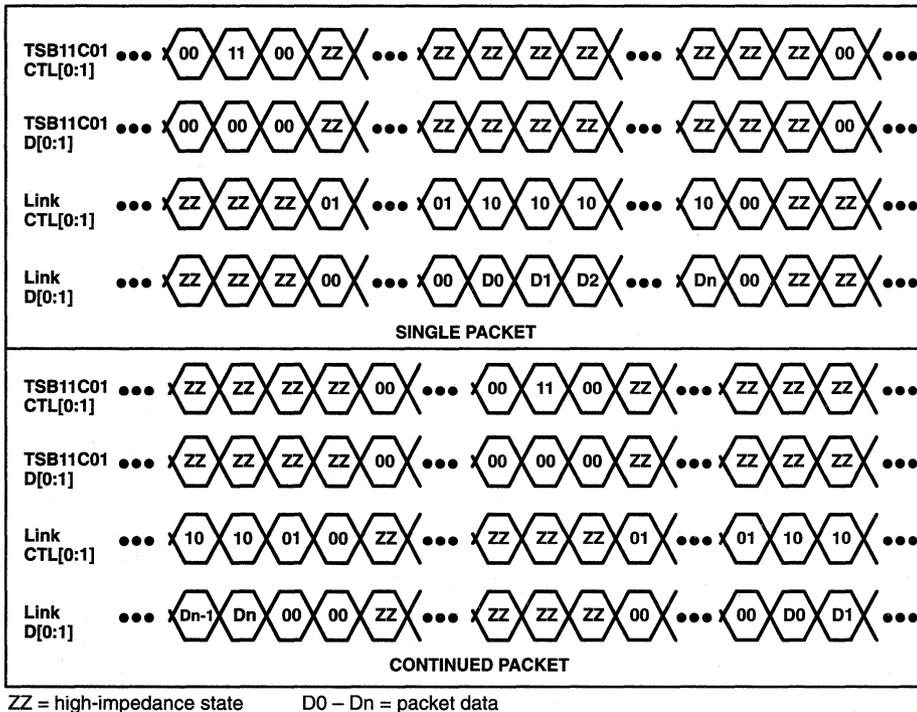 TSB11C01 CTL[0:1] ••• 00 11 00 ZZ ••• ZZ ZZ ZZ ZZ ••• ZZ ZZ ZZ 00 •••
TSB11C01 D[0:1] ••• 00 00 00 ZZ ••• ZZ ZZ ZZ ZZ ••• ZZ ZZ ZZ 00 •••
Link CTL[0:1] ••• ZZ ZZ ZZ 01 ••• 01 10 10 10 ••• 10 00 ZZ ZZ •••
Link D[0:1] ••• ZZ ZZ ZZ 00 ••• 00 D0 D1 D2 ••• Dn 00 ZZ ZZ •••
SINGLE PACKET
TSB11C01 CTL[0:1] ••• ZZ ZZ ZZ ZZ 00 ••• 00 11 00 ZZ ••• ZZ ZZ ZZ •••
TSB11C01 D[0:1] ••• ZZ ZZ ZZ ZZ 00 ••• 00 00 00 ZZ ••• ZZ ZZ ZZ •••
Link CTL[0:1] ••• 10 10 01 00 ZZ ••• ZZ ZZ ZZ 01 ••• 01 10 10 •••
Link D[0:1] ••• Dn-1 Dn 00 00 ZZ ••• ZZ ZZ ZZ 00 ••• 00 D0 D1 •••
CONTINUED PACKET
ZZ = high-impedance state D0 – Dn = packet data